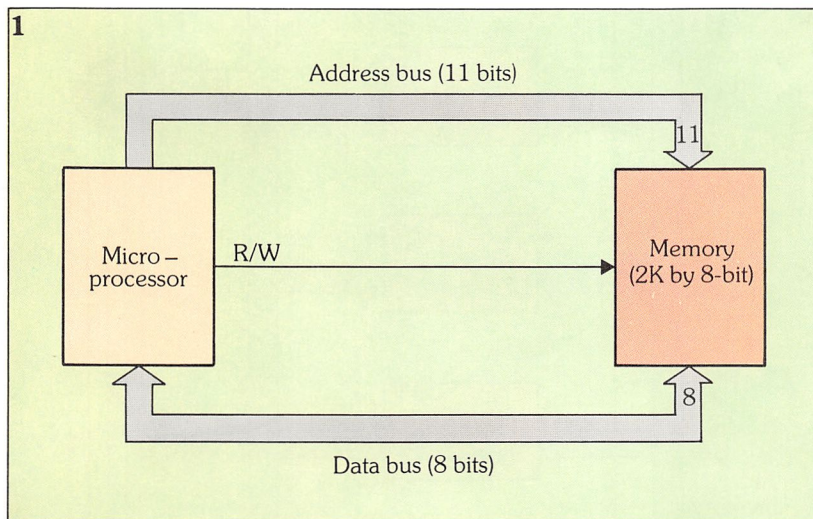 1
Address bus (11 bits)
11
Micro –
processor
R/W
Memory
(2K by 8-bit)
8
Data bus (8 bits)